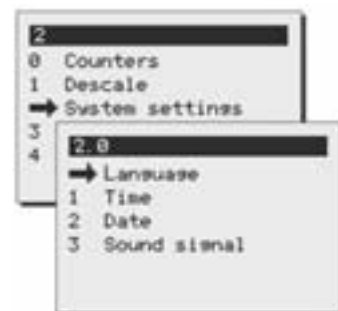 2
0 Counters
1 Descale
➡ System settings
3
4
2.0
➡ Language
1 Time
2 Date
3 Sound signal